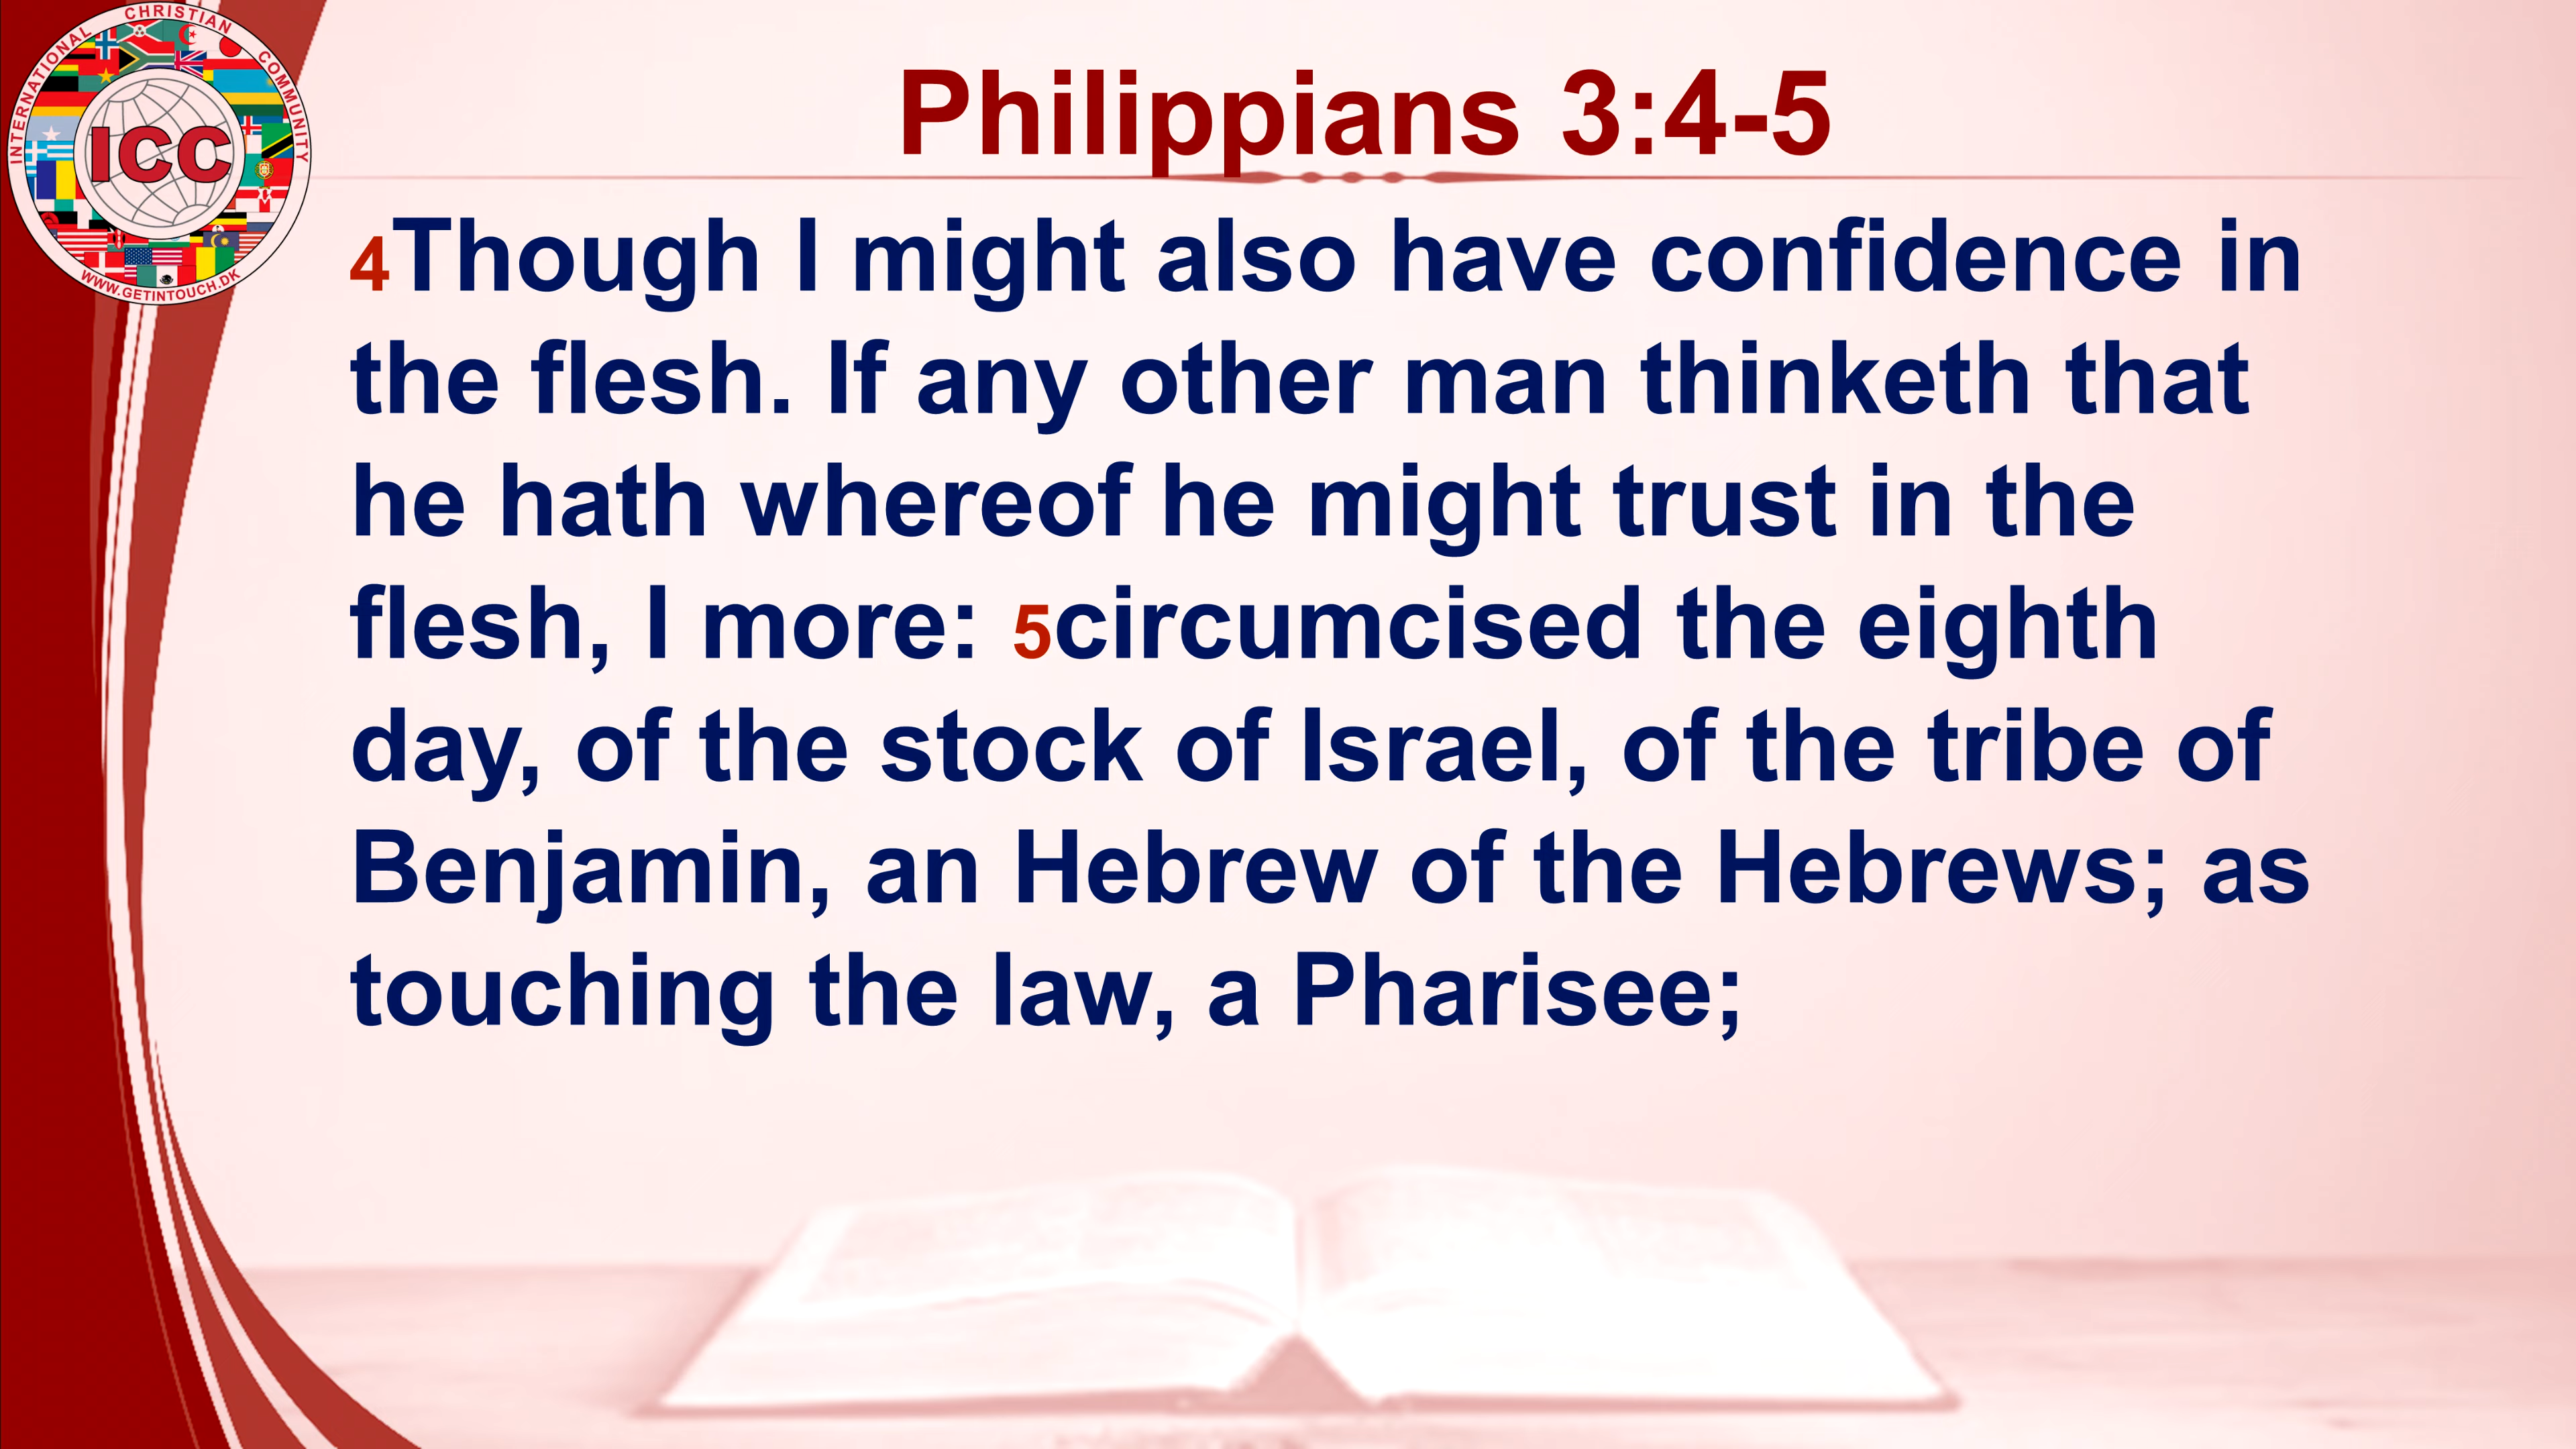 INTERNATIONAL CHRISTIAN COMMUNITY
ICC
WWW.GETINTOUCH.DK
Philippians 3:4-5
4Though I might also have confidence in
the flesh. If any other man thinketh that
he hath whereof he might trust in the
flesh, I more: 5circumcised the eighth
day, of the stock of Israel, of the tribe of
Benjamin, an Hebrew of the Hebrews; as
touching the law, a Pharisee;